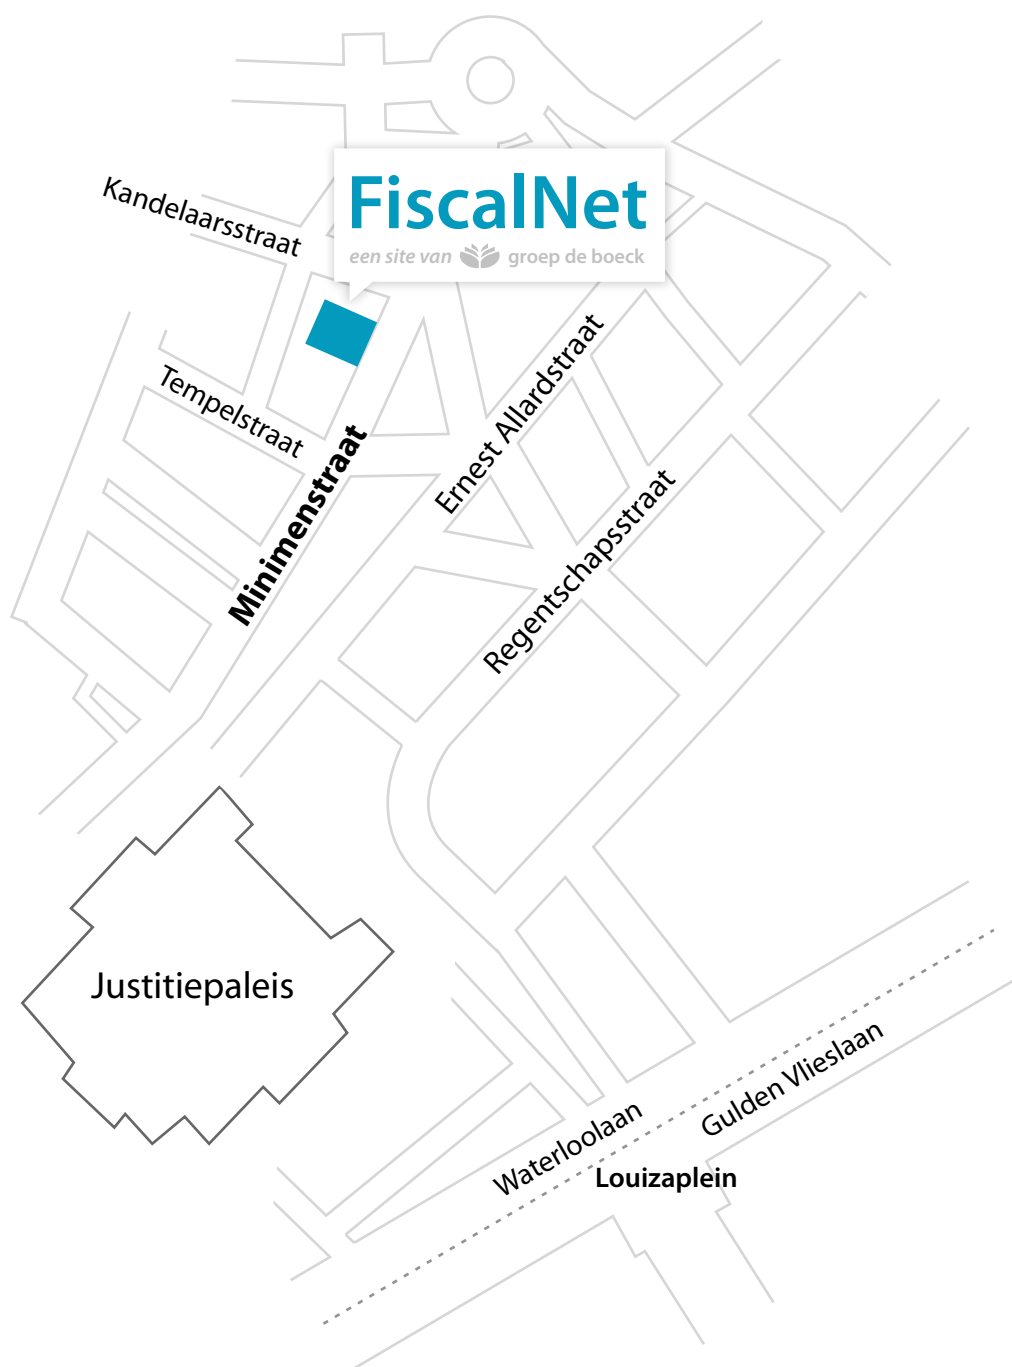 FiscalNet
een site van groep de boeck
Kandelaarsstraat
Tempelstraat
Minimenstraat
Ernest Allardstraat
Regentschapsstraat
Justitiepaleis
Waterloolaan
Gulden Vlieslaan
Louizaplein